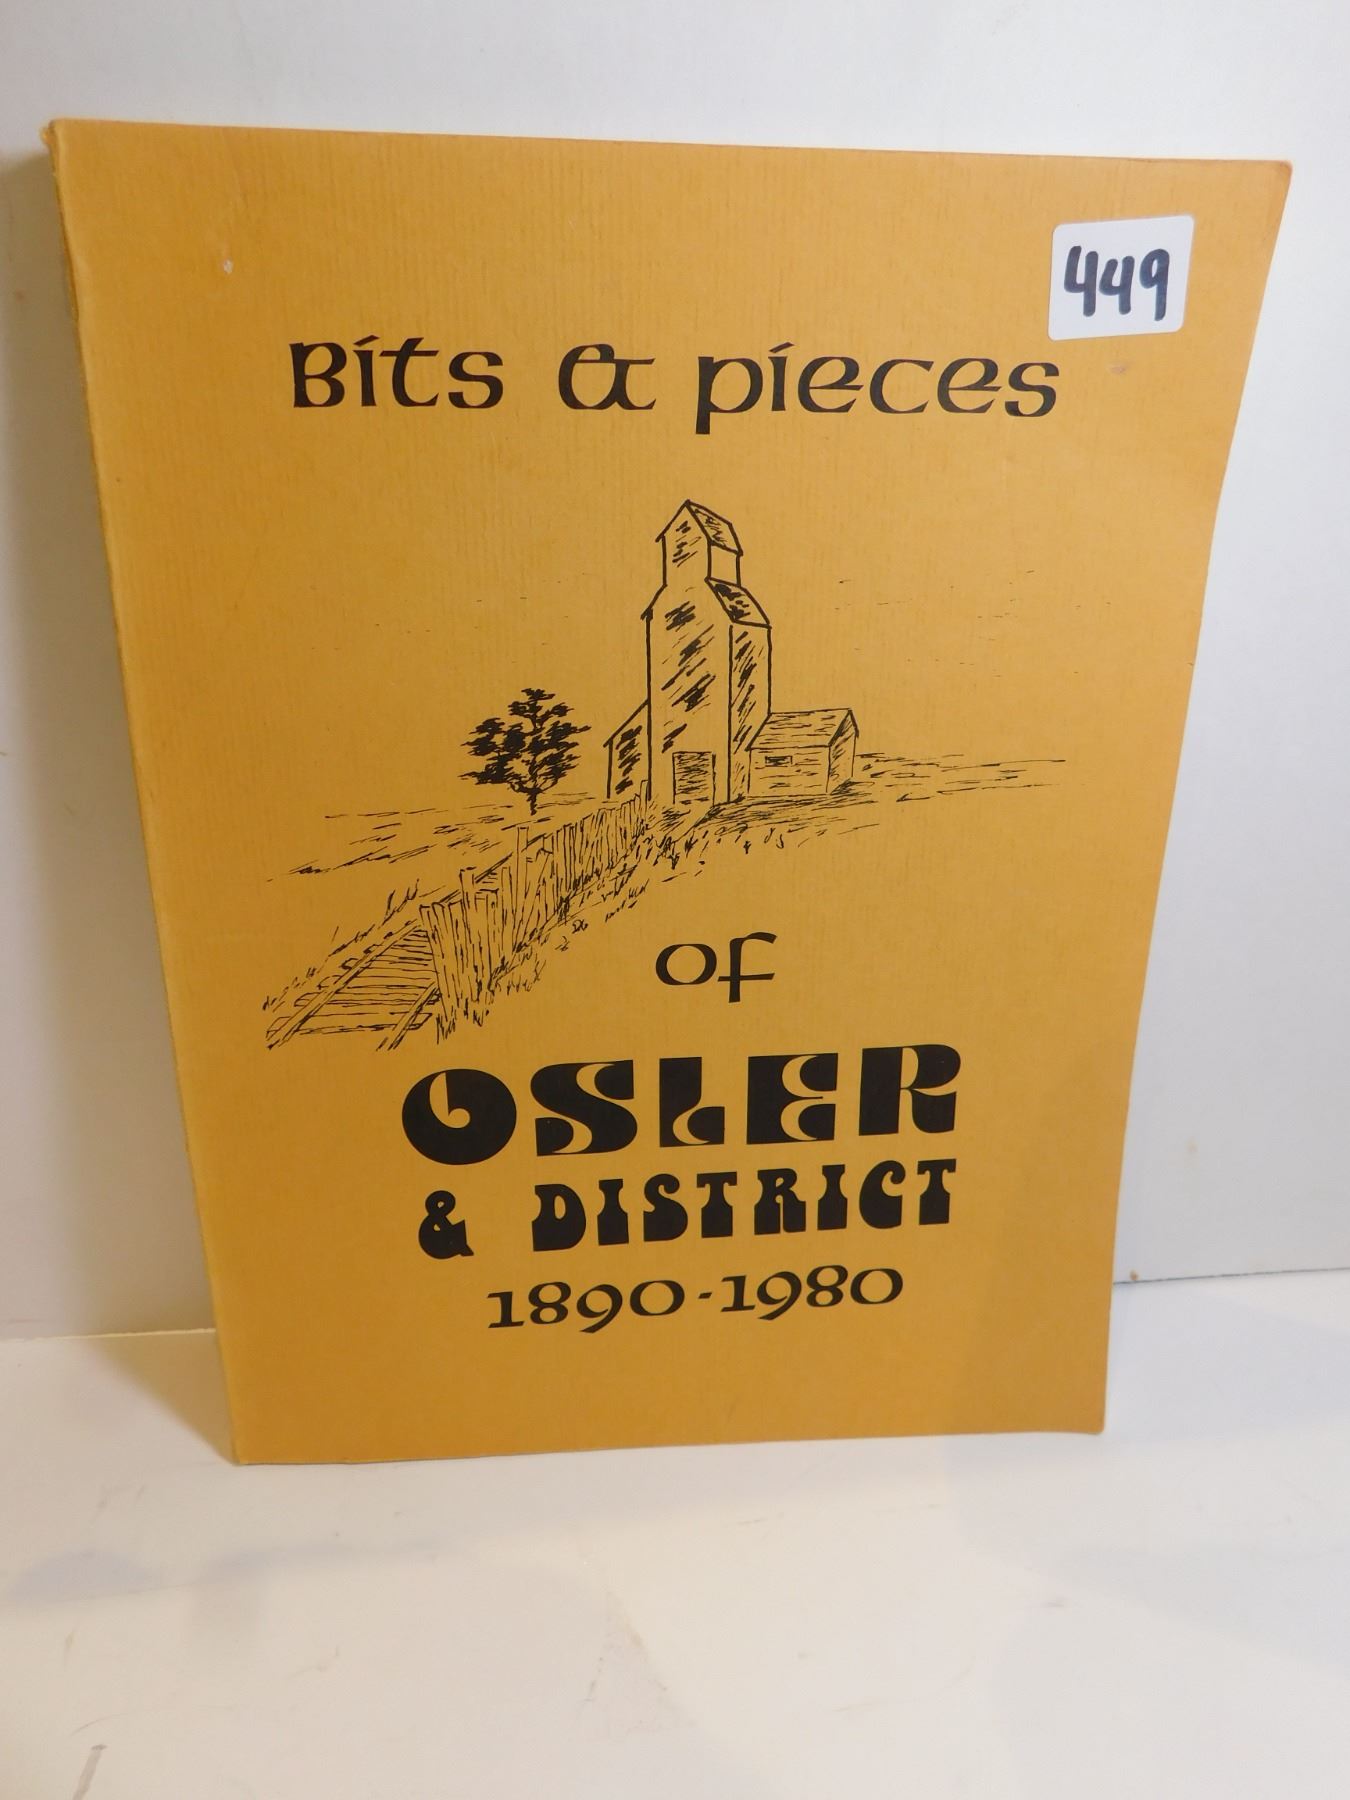 449
Bits & pieces
of
OSLER
& DISTRICT
1890-1980